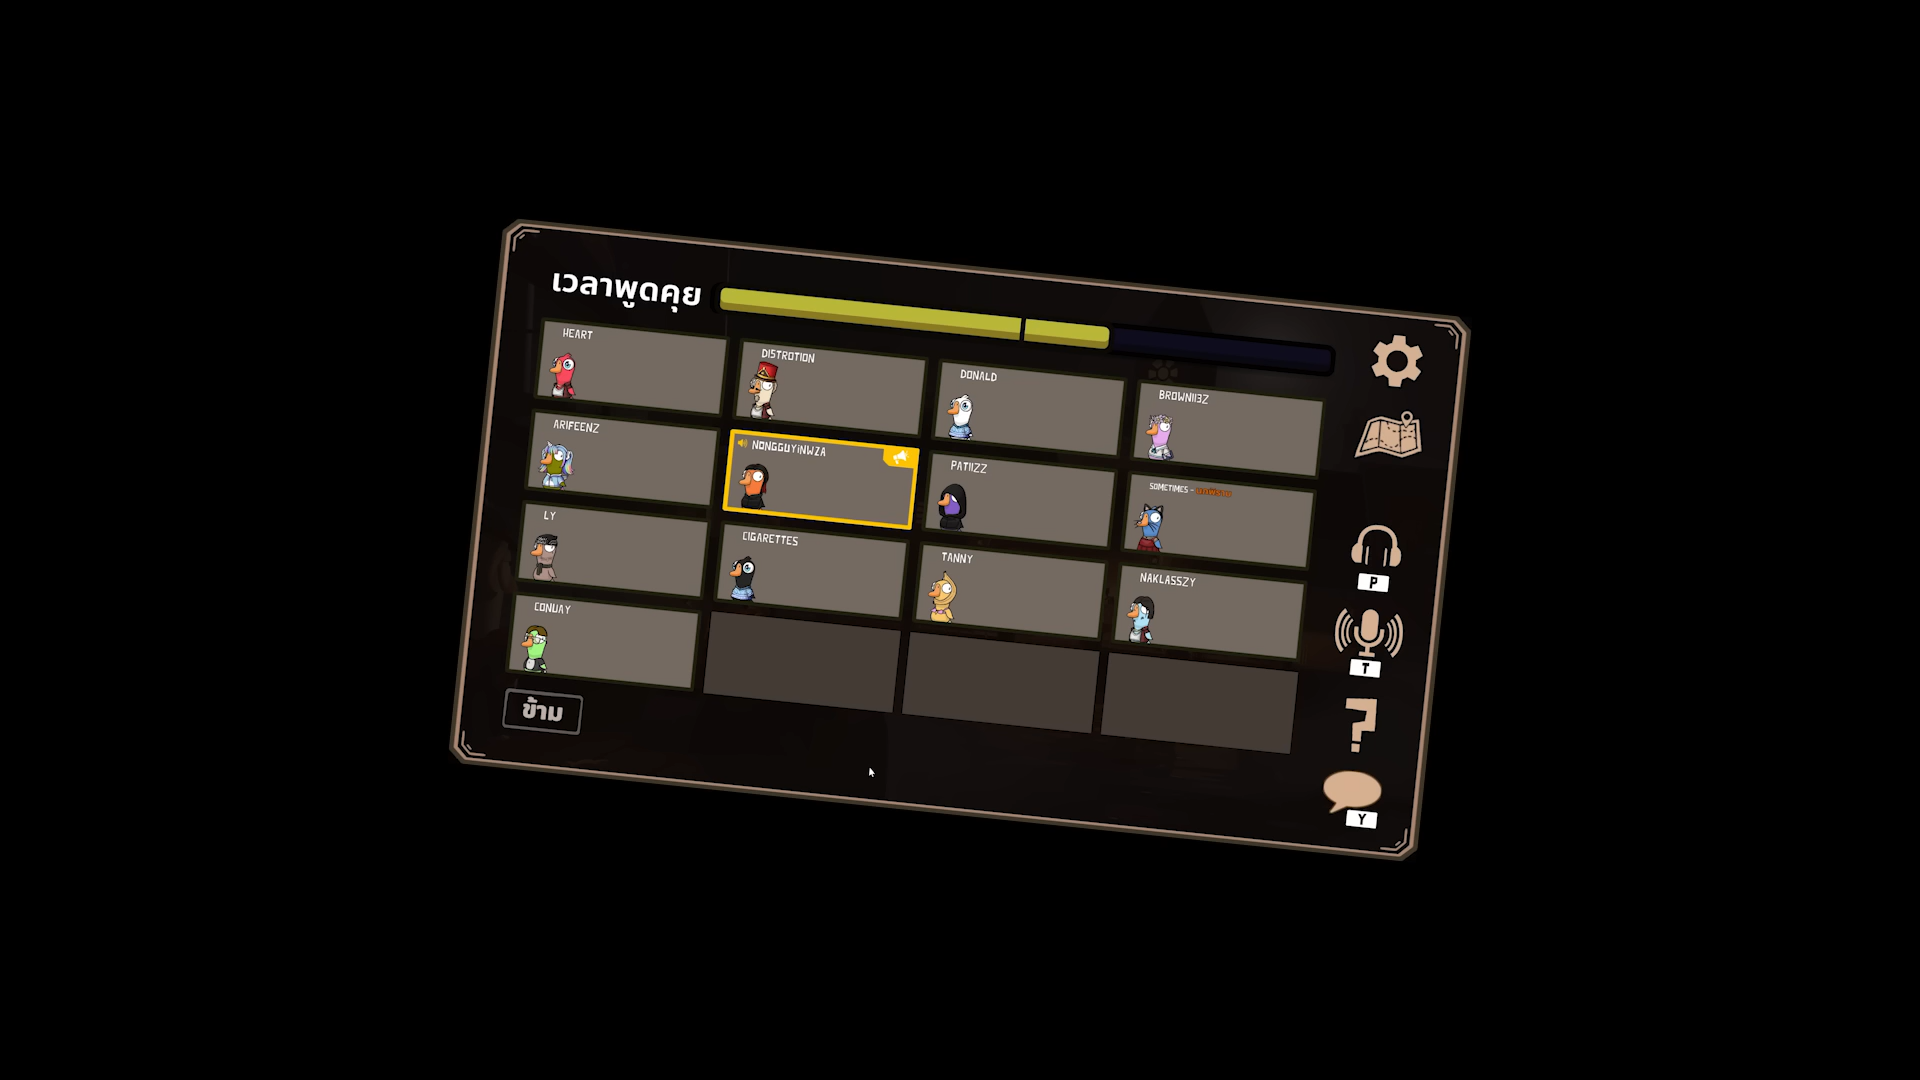 เวลาพูดคุย
HEART
DISTROTION
DONALD
BROWNII3Z
ARIFEENZ
NONGGUYiNWZA
PATIIZZ
SOMETIMES -
LY
CIGARETTES
TANNY
NAKLASSZY
CONUAY
ข้าม
P
T
?
Y